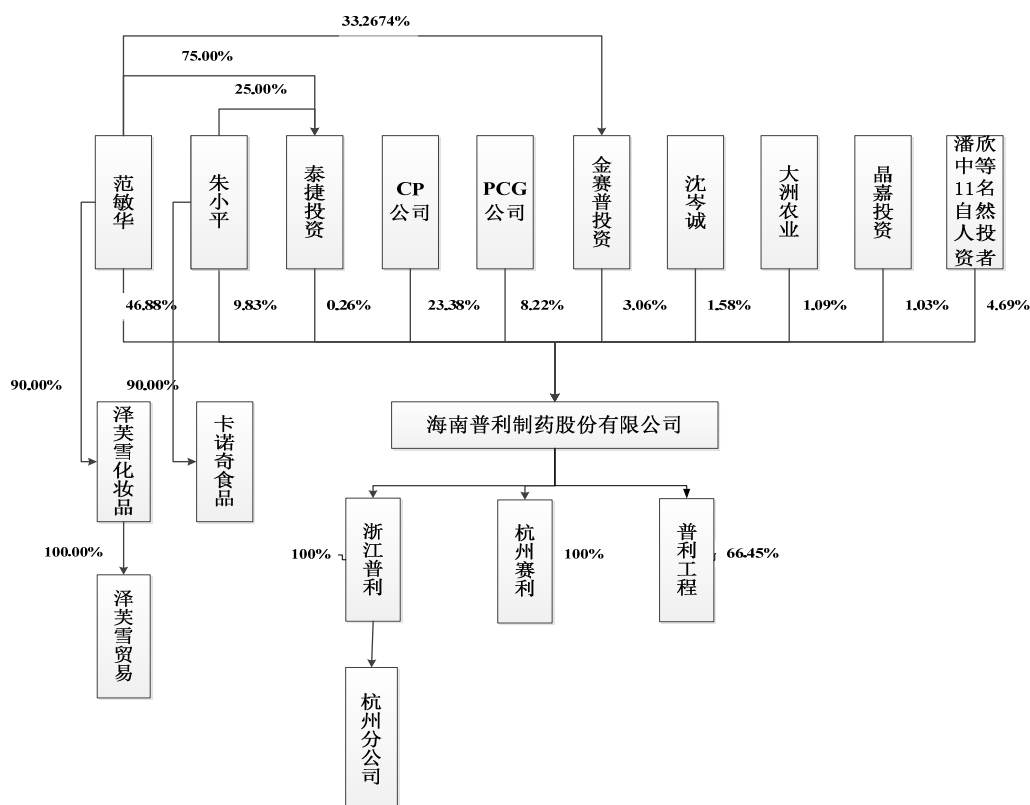 33.2674%
75.00%
25.00%
范敏华
朱小平
泰捷投资
CP
公司
PCG
公司
金赛普投资
沈岑诚
大洲农业
晶嘉投资
潘欣
中等
11名
自然
人投
资者
46.88%
9.83%
0.26%
23.38%
8.22%
3.06%
1.58%
1.09%
1.03%
4.69%
90.00%
90.00%
泽芙雪化妆品
卡诺奇食品
海南普利制药股份有限公司
100.00%
100%
浙江普利
杭州赛利
100%
普利工程
66.45%
泽芙雪贸易
杭州分公司